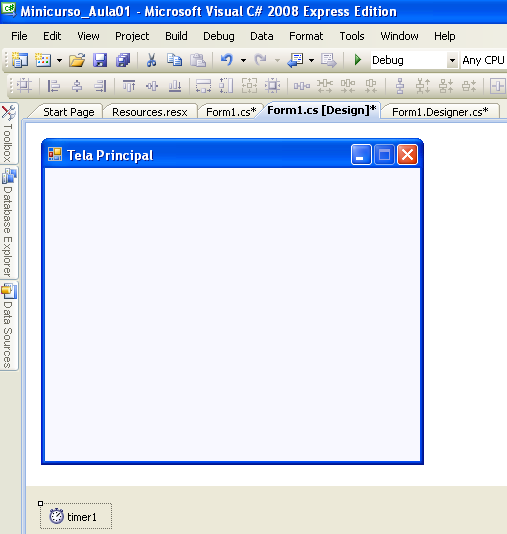 Minicurso_Aula01 - Microsoft Visual C# 2008 Express Edition
File Edit View Project Build Debug Data Format Tools Window Help
Debug Any CPU
Start Page Resources.resx Form1.cs* Form1.cs [Design]* Form1.Designer.cs*
Toolbox
Database Explorer
Data Sources
Tela Principal
timer1